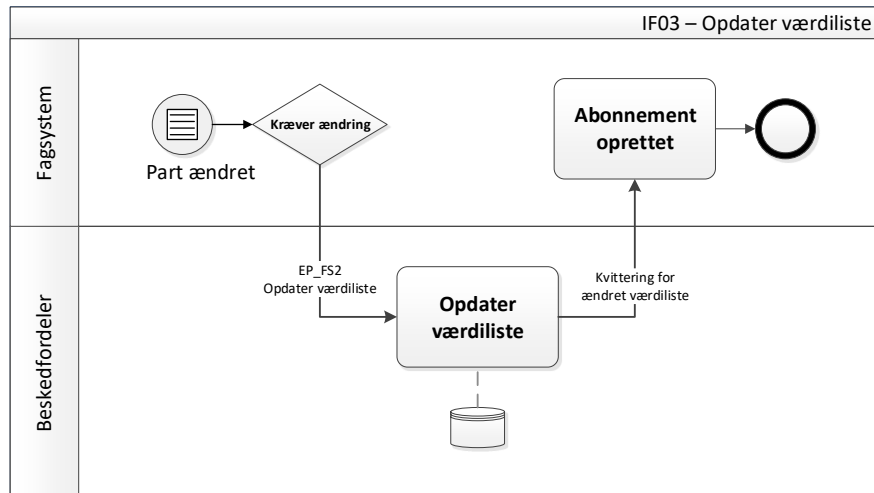 IF03 – Opdater værdiliste
Fagsystem
Part ændret
Kræver ændring
Abonnement
oprettet
Beskedfordeler
EP_FS2
Opdater værdiliste
Opdater
værdiliste
Kvittering for
ændret værdiliste